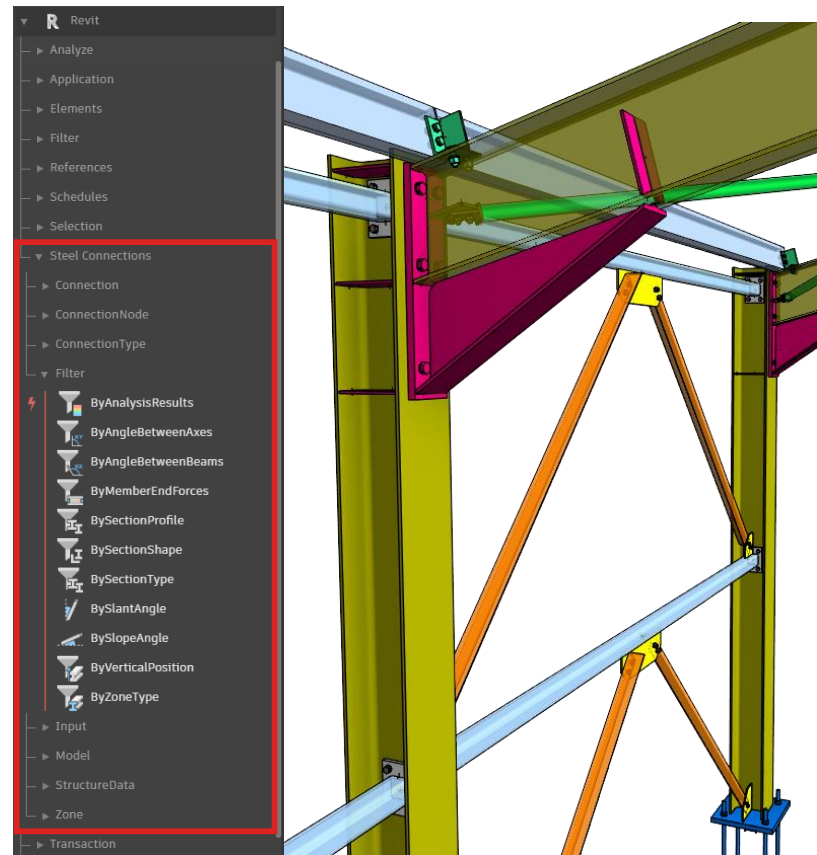 Revit
Analyze
Application
Elements
Filter
References
Schedules
Selection
Steel Connections
Connection
ConnectionNode
ConnectionType
Filter
ByAnalysisResults
ByAngleBetweenAxes
ByAngleBetweenBeams
ByMemberEndForces
BySectionProfile
BySectionShape
BySectionType
BySlantAngle
BySlopeAngle
ByVerticalPosition
ByZoneType
Input
Model
StructureData
Zone
Transaction